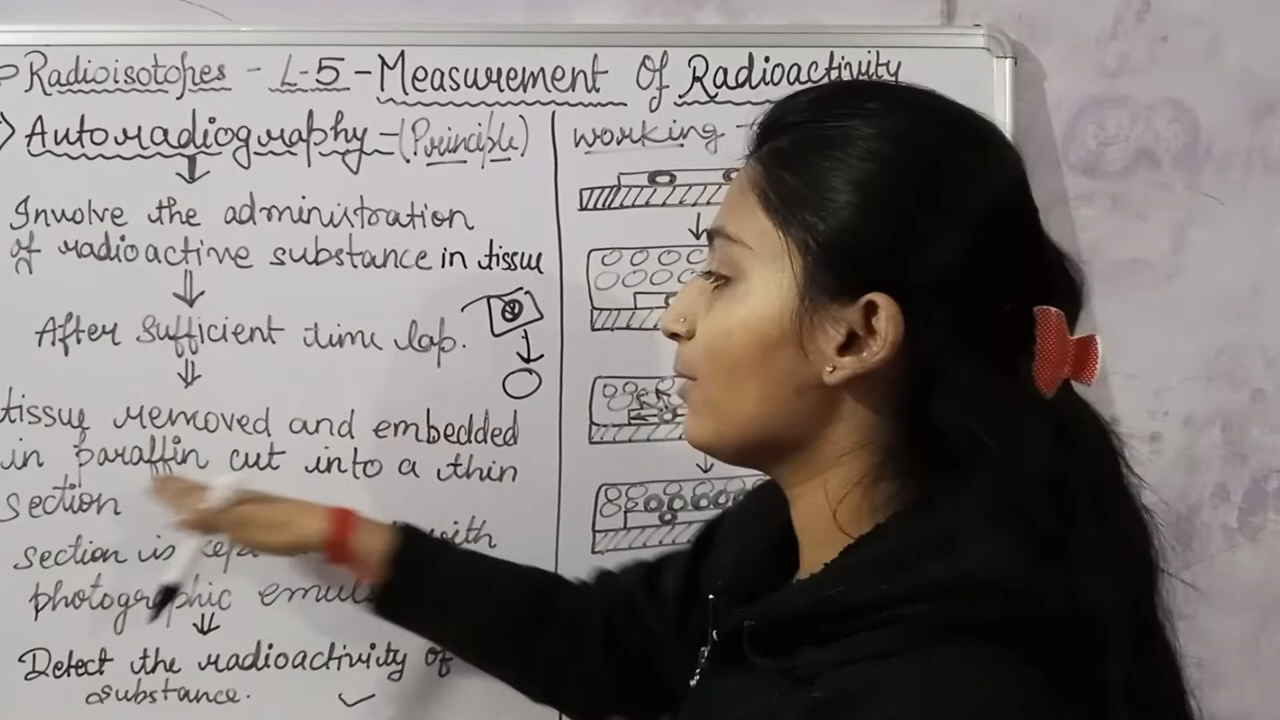 Radioisotopes - L-5 - Measurement Of Radioactivity
Autoradiography - (Principle)
Involve the administration
of radioactive substance in tissue
After sufficient time lap.
tissue removed and embedded
in paraffin cut into a thin
section
section is with
photographic
Detect the radioactivity of
substance.
working -